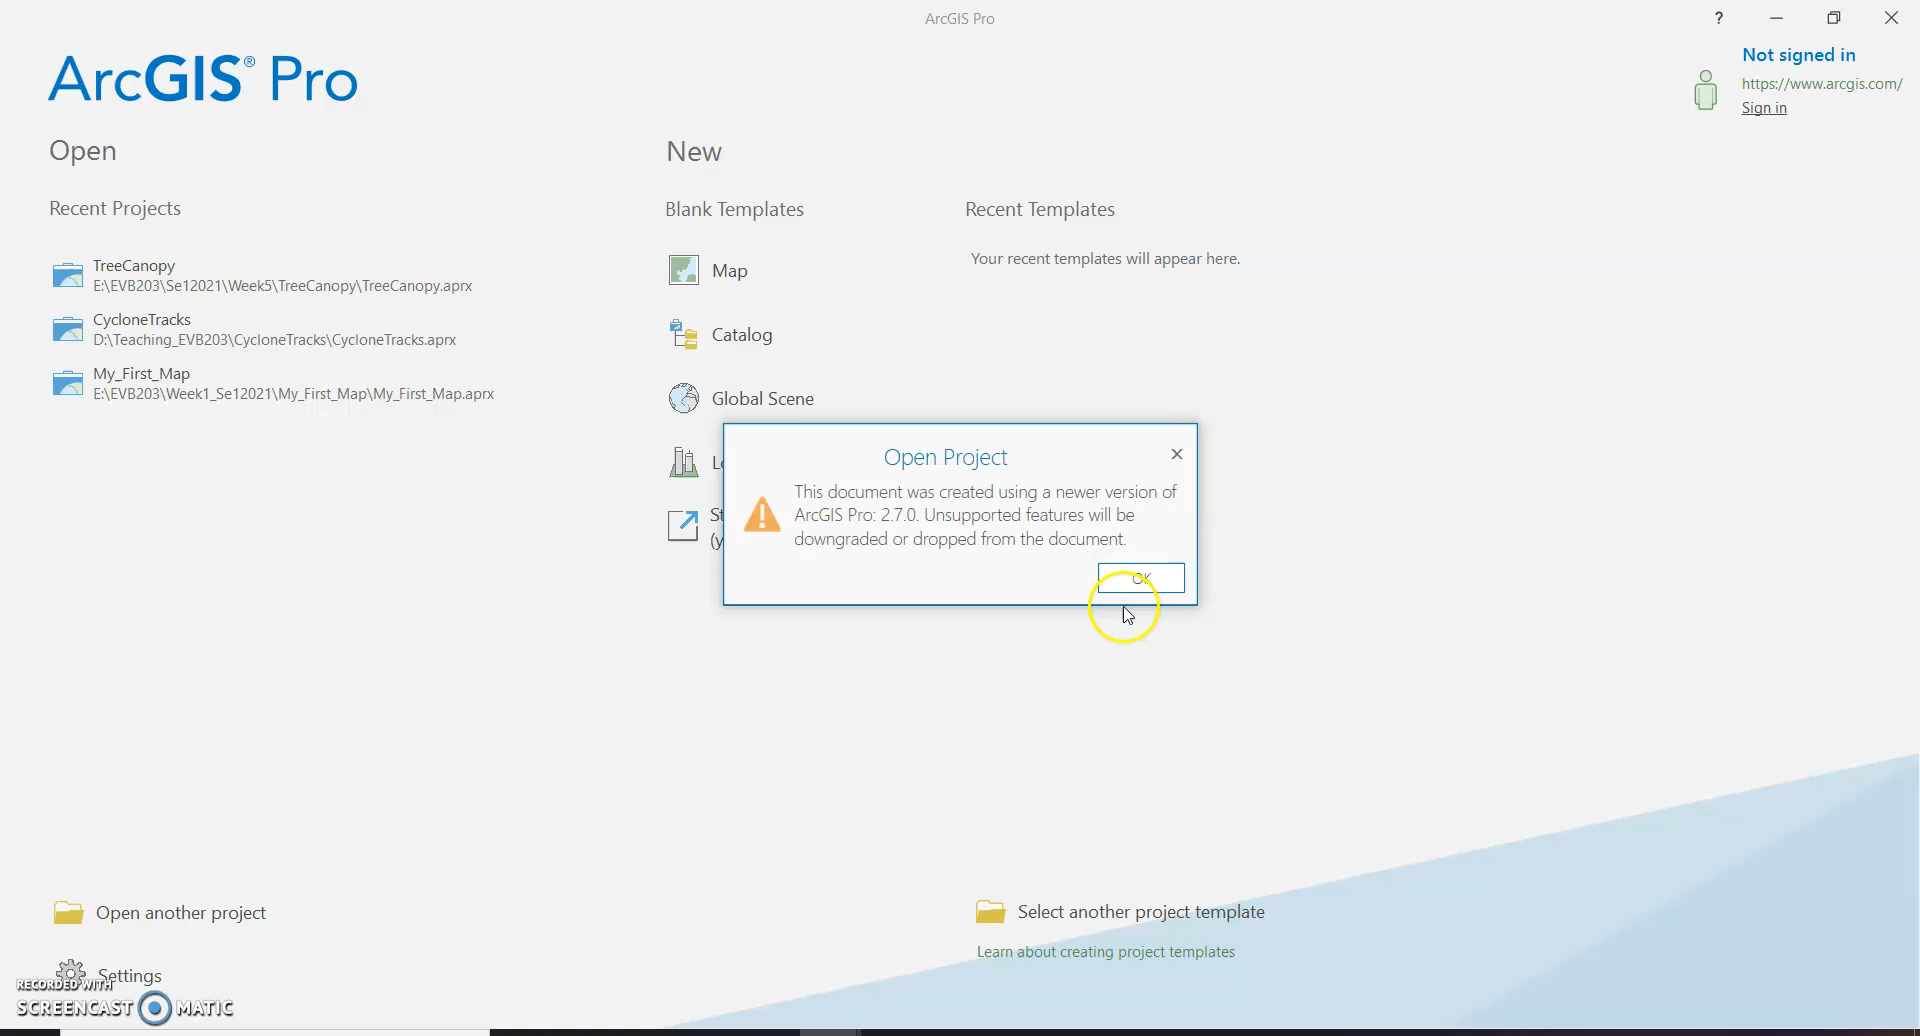 ArcGIS Pro
?
Not signed in
https://www.arcgis.com/
Sign in
ArcGIS® Pro
Open
Recent Projects
TreeCanopy
E:\EVB203\Se12021\Week5\TreeCanopy\TreeCanopy.aprx
CycloneTracks
D:\Teaching_EVB203\CycloneTracks\CycloneTracks.aprx
My_First_Map
E:\EVB203\Week1_Se12021\My_First_Map\My_First_Map.aprx
New
Blank Templates
Map
Catalog
Global Scene
Recent Templates
Your recent templates will appear here.
Open Project
This document was created using a newer version of
ArcGIS Pro: 2.7.0. Unsupported features will be
downgraded or dropped from the document.
OK
Open another project
Settings
Select another project template
Learn about creating project templates
RECORDED WITH
SCREENCAST MATIC